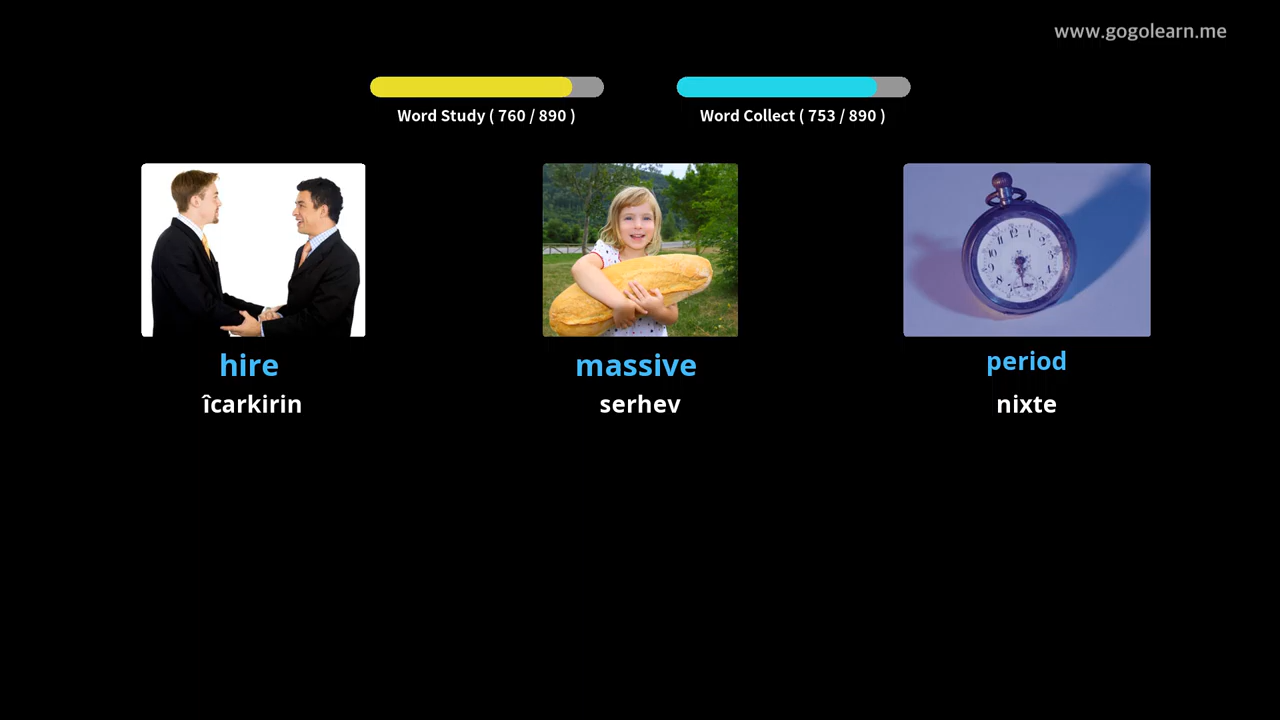 www.gogolearn.me
Word Study ( 760 / 890 )
Word Collect ( 753 / 890 )
hire
massive
period
îcarkirin
serhev
nixte